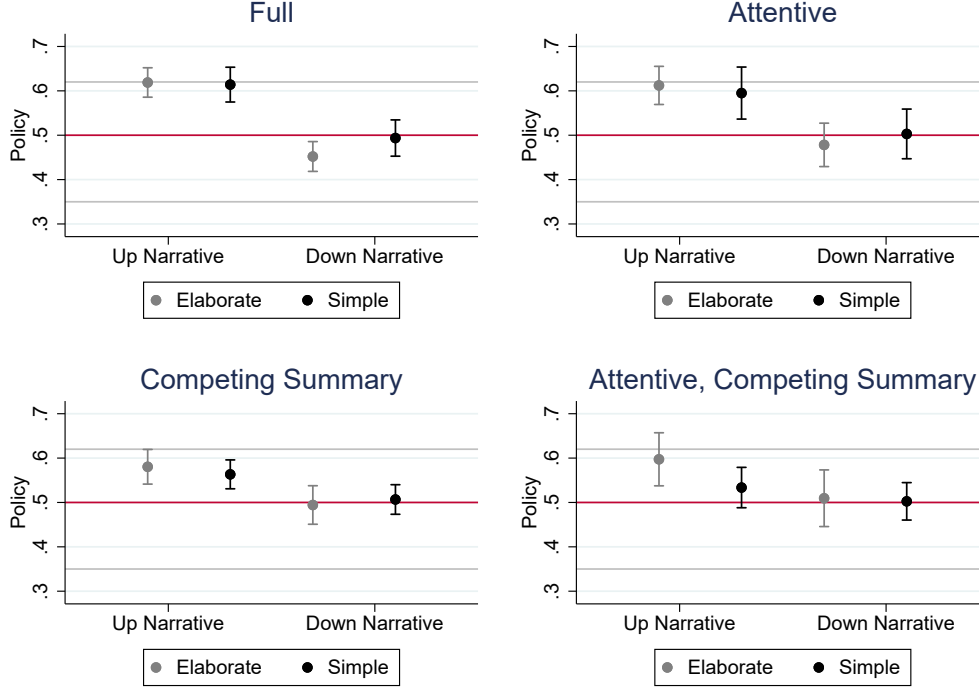 Full
Policy
.7
.6
.5
.4
.3
Up Narrative Down Narrative
Elaborate Simple
Attentive
Policy
.7
.6
.5
.4
.3
Up Narrative Down Narrative
Elaborate Simple
Competing Summary
Policy
.7
.6
.5
.4
.3
Up Narrative Down Narrative
Elaborate Simple
Attentive, Competing Summary
Policy
.7
.6
.5
.4
.3
Up Narrative Down Narrative
Elaborate Simple